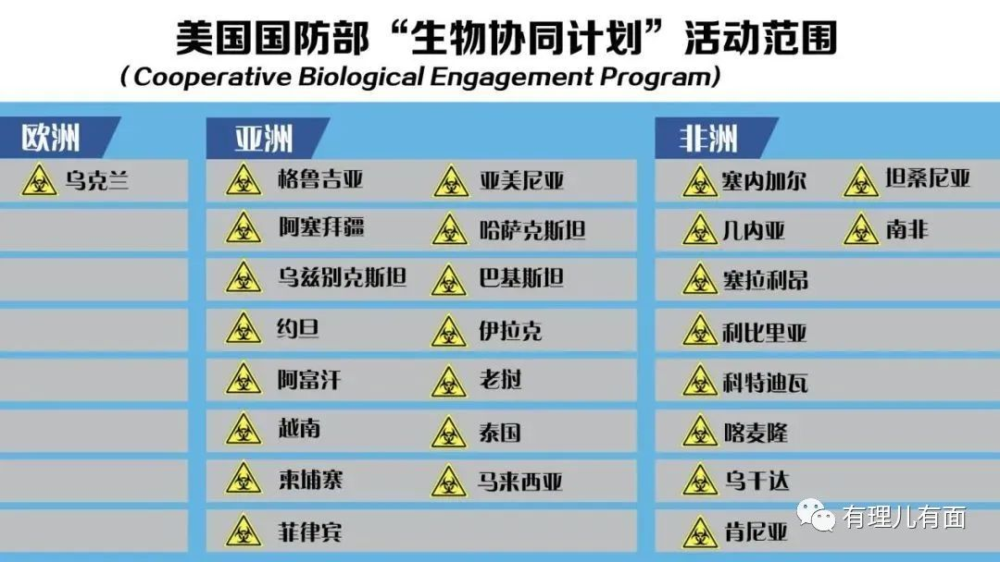 美国国防部“生物协同计划”活动范围
(Cooperative Biological Engagement Program)
欧洲
乌克兰
亚洲
格鲁吉亚 亚美尼亚
阿塞拜疆 哈萨克斯坦
乌兹别克斯坦 巴基斯坦
约旦 伊拉克
阿富汗 老挝
越南 泰国
柬埔寨 马来西亚
菲律宾
非洲
塞内加尔 坦桑尼亚
几内亚 南非
塞拉利昂
利比里亚
科特迪瓦
喀麦隆
乌干达
肯尼亚
有理儿有面